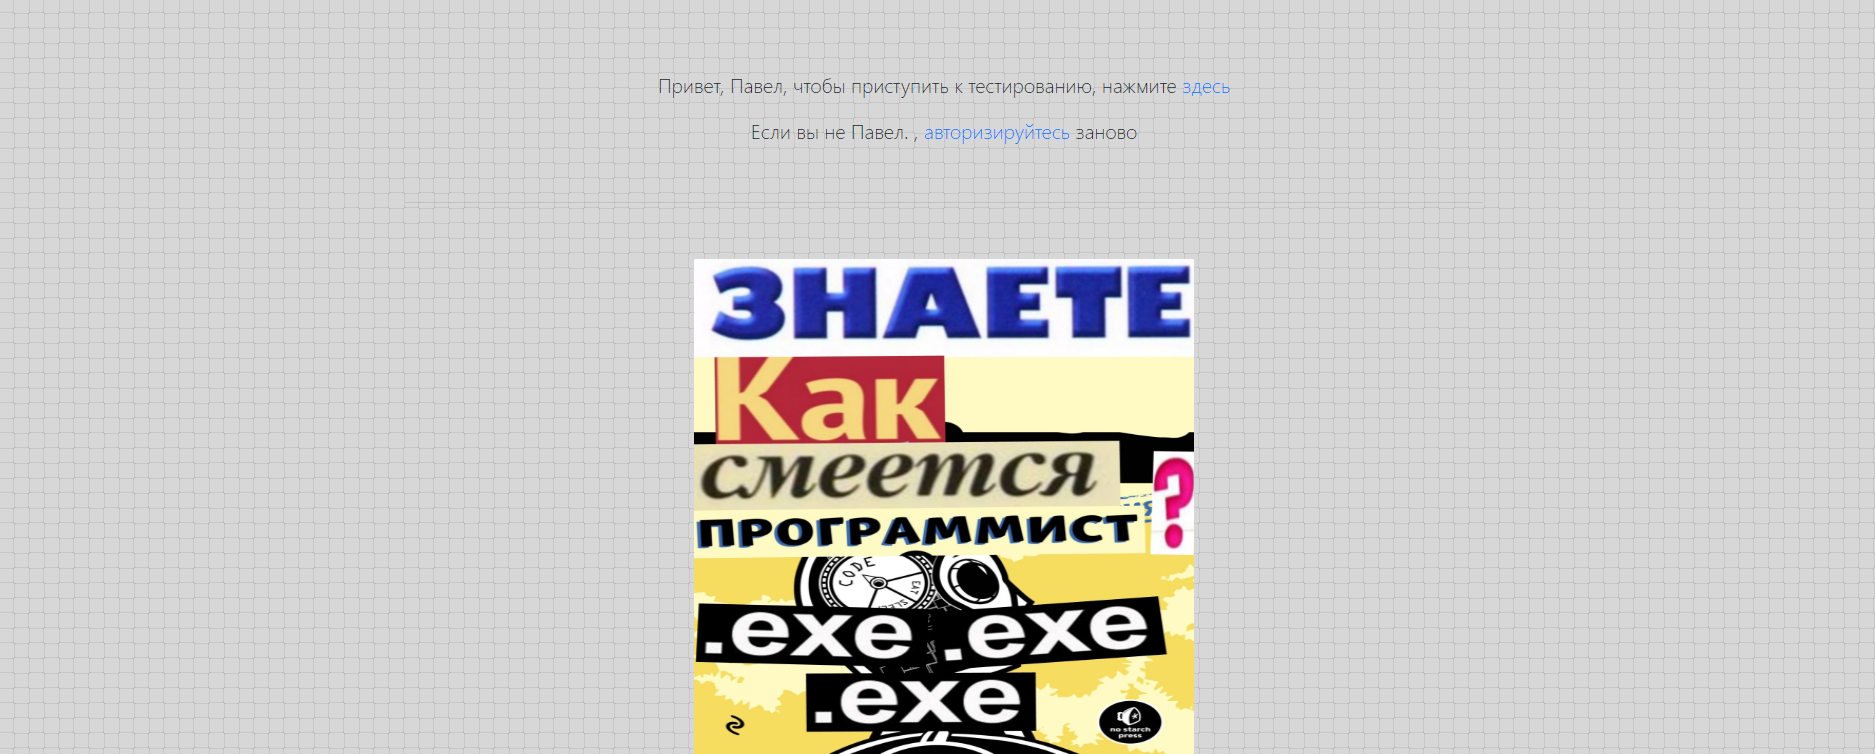 Привет, Павел, чтобы приступить к тестированию, нажмите здесь
Если вы не Павел. , авторизируйтесь заново
ЗНАЕТЕ
Как
смеется
?
ПРОГРАММИСТ
CODE
EAT
.exe .exe
.exe
no starch
press